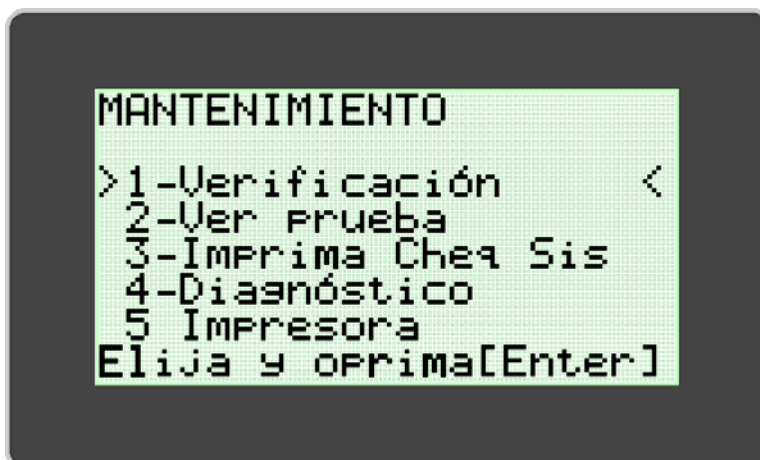 MANTENIMIENTO
>1-Verificación <
2-Ver prueba
3-Imprima Cheq Sis
4-Diagnóstico
5 Impresora
Elija y oprima[Enter]